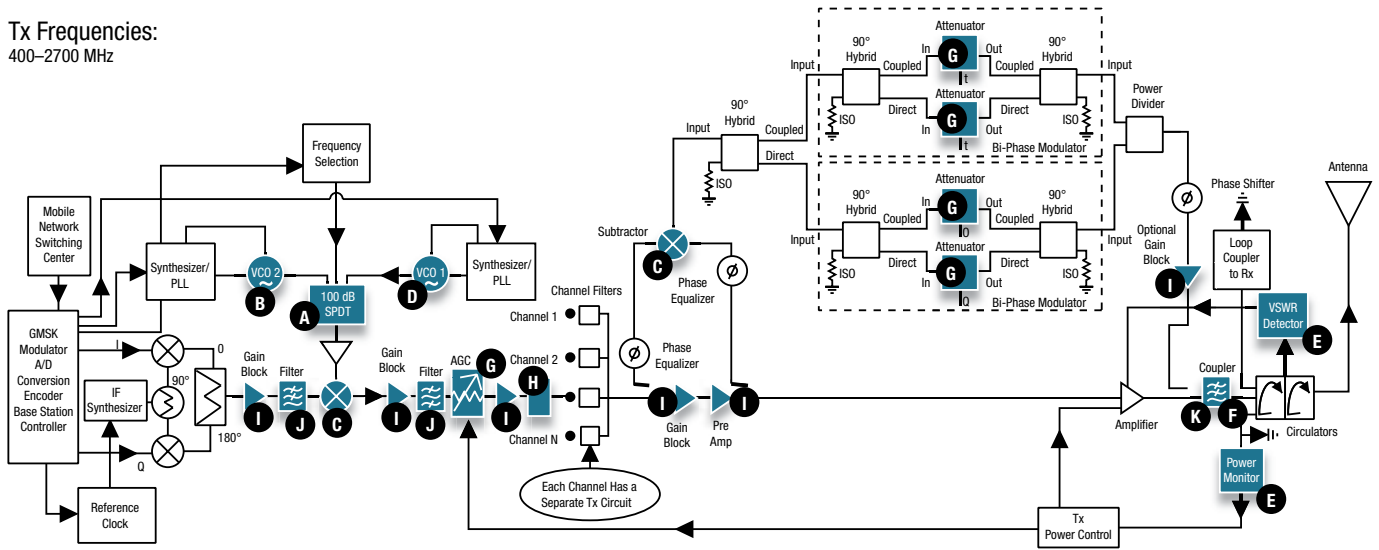 Tx Frequencies:
400–2700 MHz
Attenuator
90°
Hybrid
In
G
Out
90°
Hybrid
Input
Coupled
t
Coupled
Input
Attenuator
G
Direct
Direct
ISO
In
t
Out
ISO
Bi-Phase Modulator
Power
Divider
90°
Hybrid
Input
Coupled
Direct
ISO
Attenuator
90°
Hybrid
In
G
Out
90°
Hybrid
Input
Coupled
Q
Coupled
Input
Attenuator
G
Direct
Direct
ISO
In
Q
Out
ISO
Bi-Phase Modulator
Frequency
Selection
Mobile
Network
Switching
Center
Synthesizer/
PLL
VCO 2
~
B
100 dB
SPDT
A
VCO 1
~
D
Synthesizer/
PLL
Subtractor
C
Phase
Equalizer
ϕ
Phase
Equalizer
ϕ
ϕ
Optional
Gain
Block
I
Phase Shifter
Loop
Coupler
to Rx
Antenna
VSWR
Detector
E
Channel Filters
Channel 1
Channel 2
Channel N
GMSK
Modulator
A/D
Conversion
Encoder
Base Station
Controller
I
Q
IF
Synthesizer
90°
0
180°
Reference
Clock
Gain
Block
I
Filter
J
C
Gain
Block
I
Filter
J
AGC
G
I
H
I
Gain
Block
I
Pre
Amp
Each Channel Has a
Separate Tx Circuit
Amplifier
Coupler
K
F
Circulators
Power
Monitor
E
Tx
Power Control